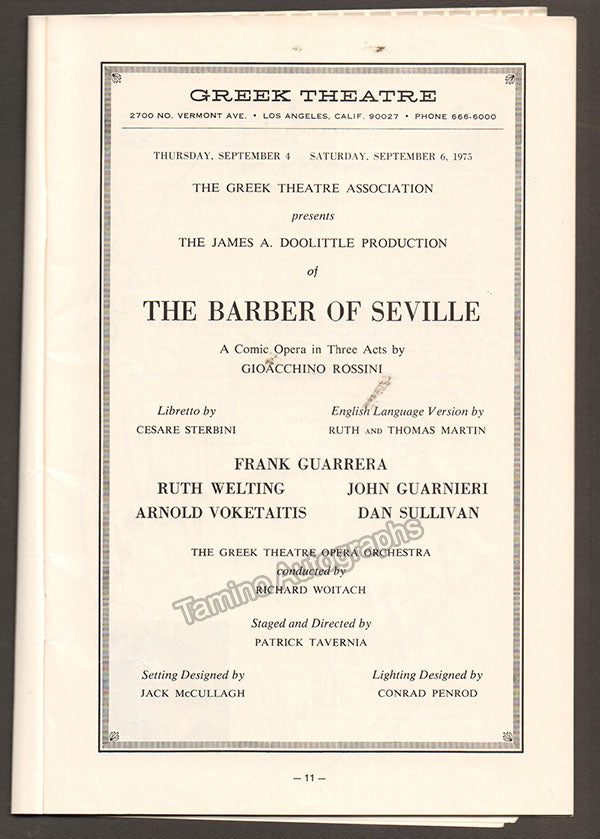 GREEK THEATRE
2700 NO. VERMONT AVE. • LOS ANGELES, CALIF. 90027 • PHONE 666-6000
THURSDAY, SEPTEMBER 4 SATURDAY, SEPTEMBER 6, 1975
THE GREEK THEATRE ASSOCIATION
presents
THE JAMES A. DOOLITTLE PRODUCTION
of
THE BARBER OF SEVILLE
A Comic Opera in Three Acts by
GIOACCHINO ROSSINI
Libretto by English Language Version by
CESARE STERBINI RUTH AND THOMAS MARTIN
FRANK GUARRERA
RUTH WELTING JOHN GUARNIERI
ARNOLD VOKETAITIS DAN SULLIVAN
THE GREEK THEATRE OPERA ORCHESTRA
conducted by
RICHARD WOITACH
Tamino Autographs
Staged and Directed by
PATRICK TAVERNIA
Setting Designed by Lighting Designed by
JACK McCULLAGH CONRAD PENROD
— 11 —